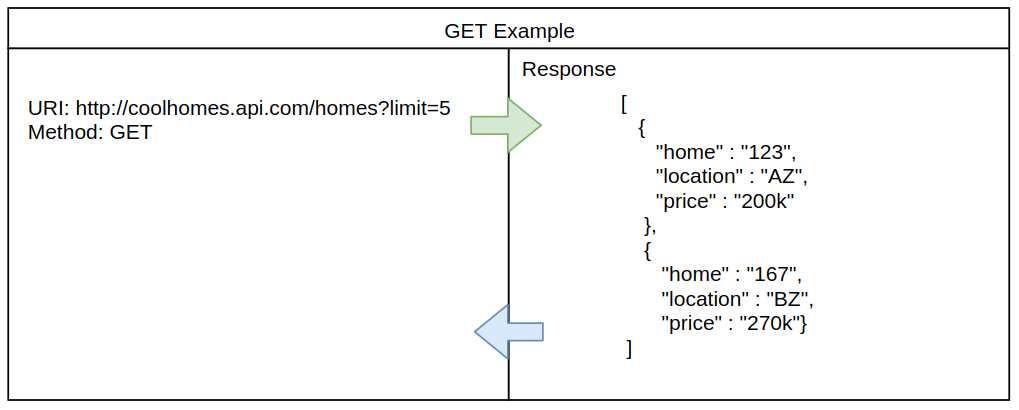 GET Example
URI: http://coolhomes.api.com/homes?limit=5
Method: GET
Response
[
{
"home" : "123",
"location" : "AZ",
"price" : "200k"
},
{
"home" : "167",
"location" : "BZ",
"price" : "270k"}
]